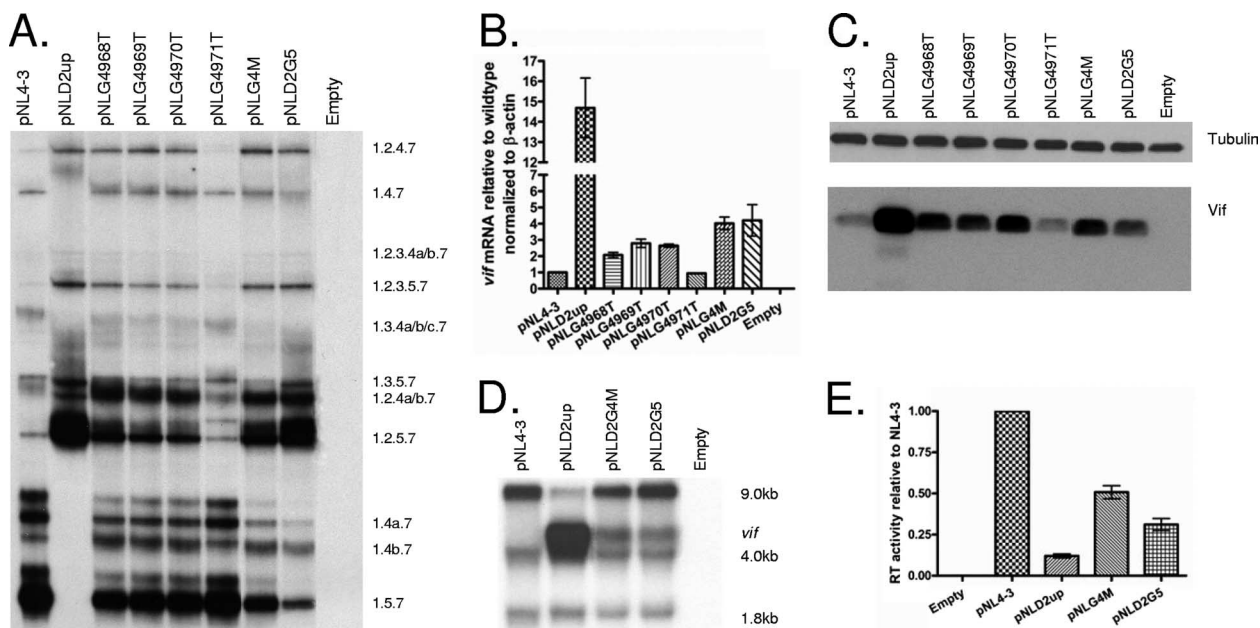 A.
pNL4-3
pNLD2up
pNLG4968T
pNLG4969T
pNLG4970T
pNLG4971T
pNLG4M
pNLD2G5
Empty
1.2.4.7
1.4.7
1.2.3.4a/b.7
1.2.3.5.7
1.3.4a/b/c.7
1.3.5.7
1.2.4a/b.7
1.2.5.7
1.4a.7
1.4b.7
1.5.7
B.
vif mRNA reltative to wildtype
normalized to β-actin
17
16
15
14
13
12
5
4
3
2
1
0
pNL4-3
pNLD2up
pNLG4968T
pNLG4969T
pNLG4970T
pNLG4971T
pNLG4M
pNLD2G5
Empty
C.
pNL4-3
pNLD2up
pNLG4968T
pNLG4969T
pNLG4970T
pNLG4971T
pNLG4M
pNLD2G5
Empty
Tubulin
Vif
D.
pNL4-3
pNLD2up
pNLD2G4M
pNLD2G5
Empty
9.0kb
vif
4.0kb
1.8kb
E.
RT activity relative to NL4-3
1.00
0.75
0.50
0.25
0.00
Empty
pNL4-3
pNLD2up
pNLG4M
pNLD2G5